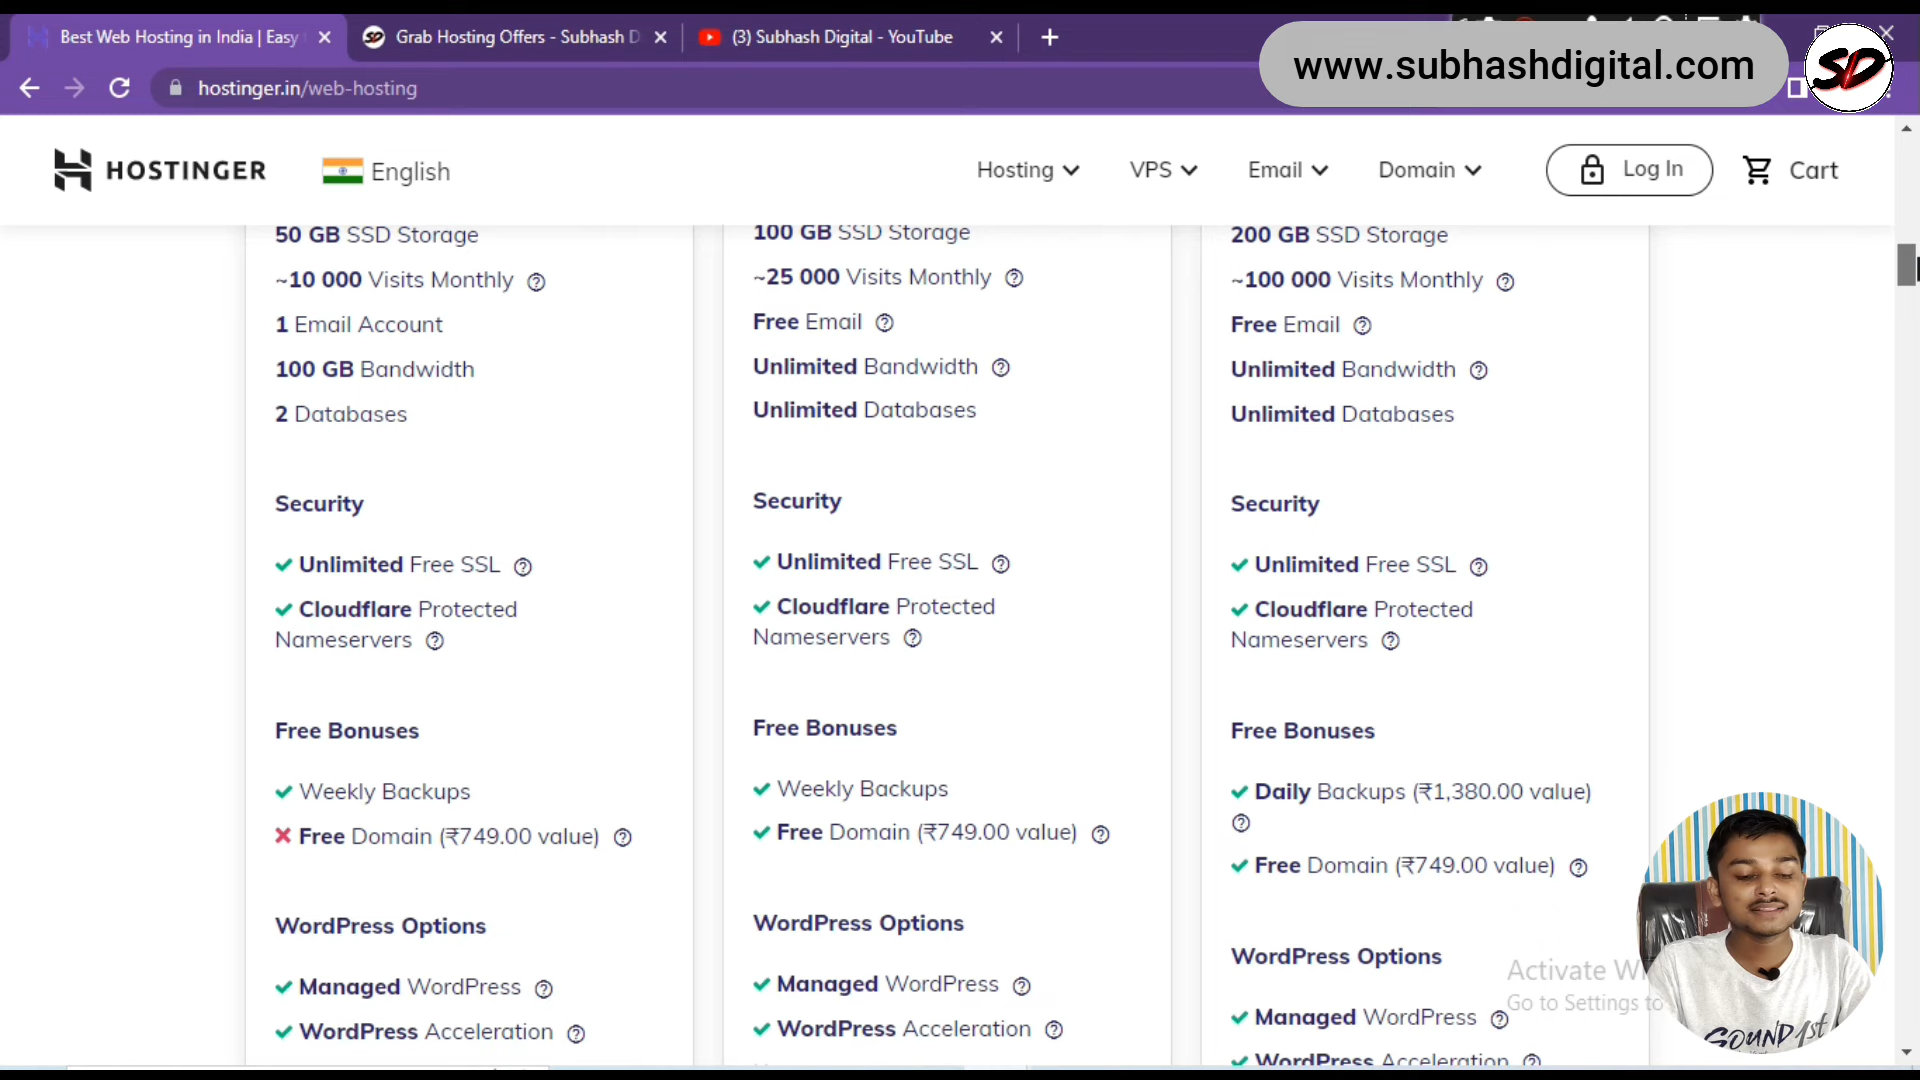 Best Web Hosting in India | Easy
Grab Hosting Offers - Subhash D
(3) Subhash Digital - YouTube
www.subhashdigital.com
SD
hostinger.in/web-hosting
HOSTINGER
English
Hosting
VPS
Email
Domain
Log In
Cart
50 GB SSD Storage
~10 000 Visits Monthly
1 Email Account
100 GB Bandwidth
2 Databases
Security
Unlimited Free SSL
Cloudflare Protected
Nameservers
Free Bonuses
Weekly Backups
Free Domain (₹749.00 value)
WordPress Options
Managed WordPress
WordPress Acceleration
100 GB SSD Storage
~25 000 Visits Monthly
Free Email
Unlimited Bandwidth
Unlimited Databases
Security
Unlimited Free SSL
Cloudflare Protected
Nameservers
Free Bonuses
Weekly Backups
Free Domain (₹749.00 value)
WordPress Options
Managed WordPress
WordPress Acceleration
200 GB SSD Storage
~100 000 Visits Monthly
Free Email
Unlimited Bandwidth
Unlimited Databases
Security
Unlimited Free SSL
Cloudflare Protected
Nameservers
Free Bonuses
Daily Backups (₹1,380.00 value)
Free Domain (₹749.00 value)
WordPress Options
Managed WordPress
WordPress Acceleration
Activate W
Go to Settings to
SOUND 1st